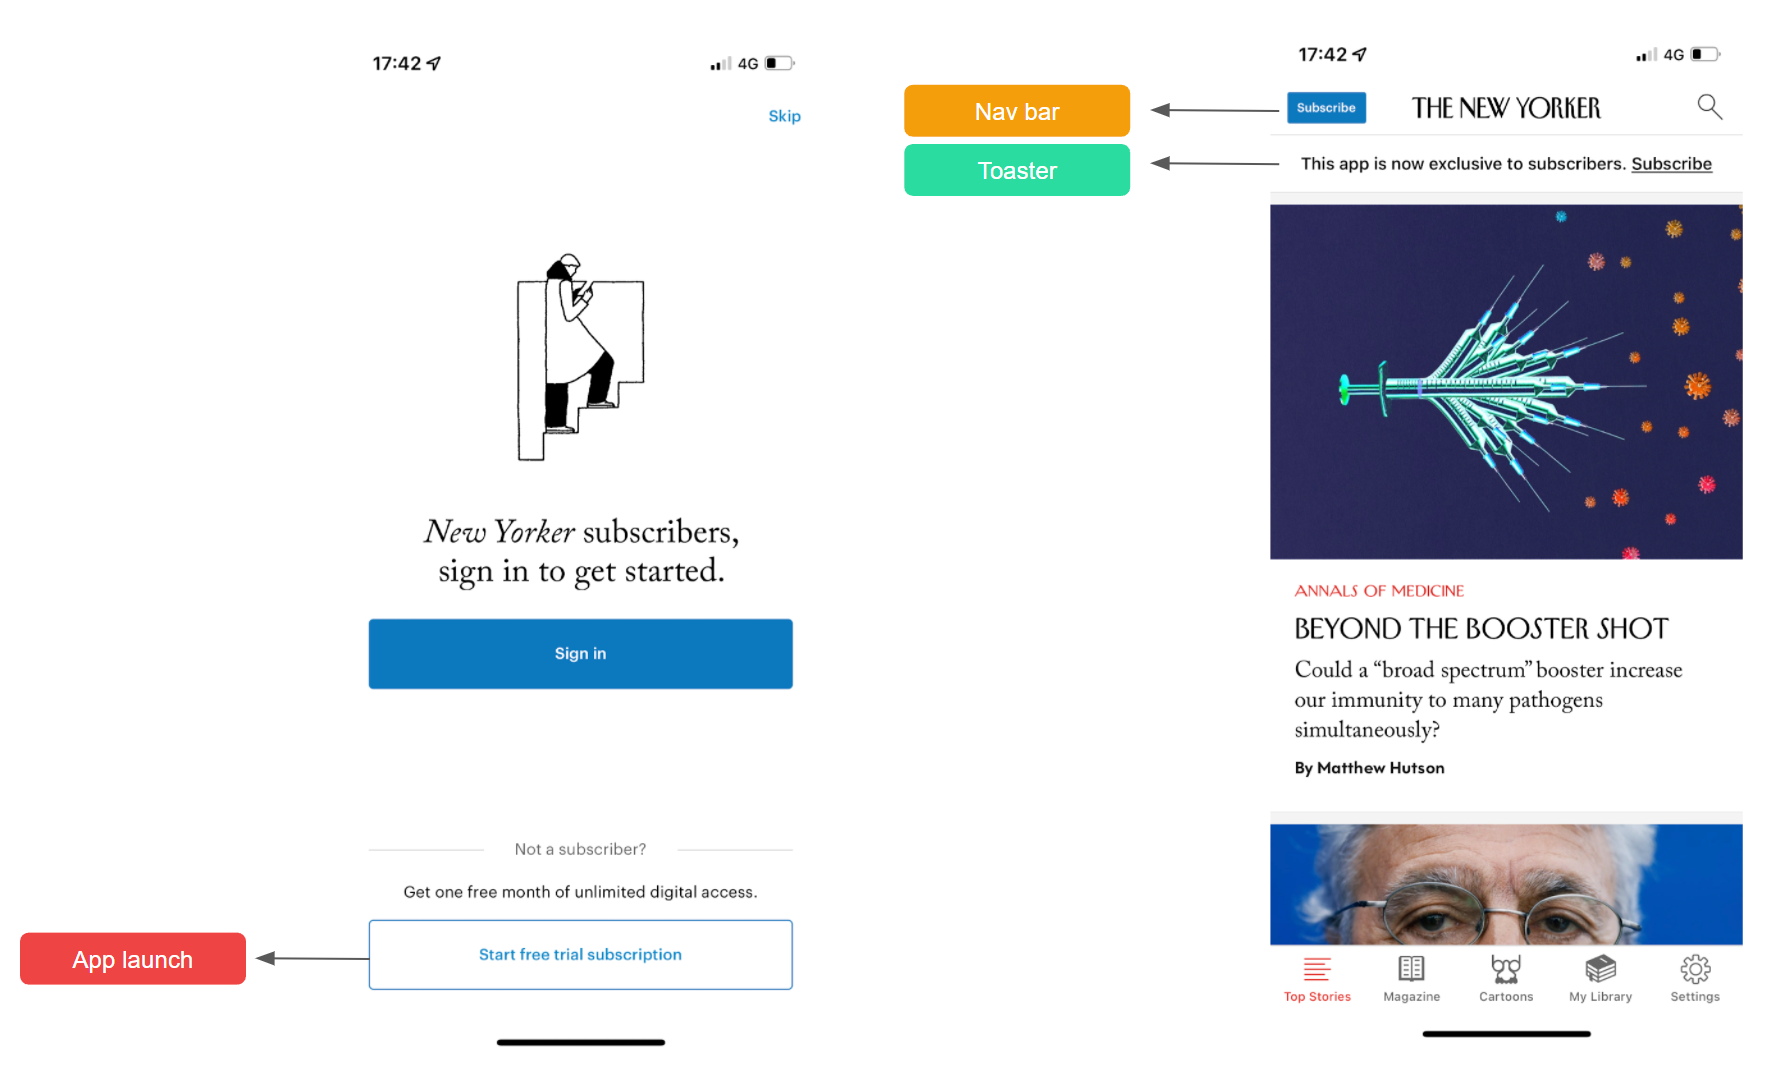 17:42
4G
Skip
New Yorker subscribers,
sign in to get started.
Sign in
Not a subscriber?
Get one free month of unlimited digital access.
Start free trial subscription
App launch
Nav bar
Toaster
17:42
4G
Subscribe
THE NEW YORKER
This app is now exclusive to subscribers. Subscribe
ANNALS OF MEDICINE
BEYOND THE BOOSTER SHOT
Could a “broad spectrum” booster increase
our immunity to many pathogens
simultaneously?
By Matthew Hutson
Top Stories
Magazine
Cartoons
My Library
Settings